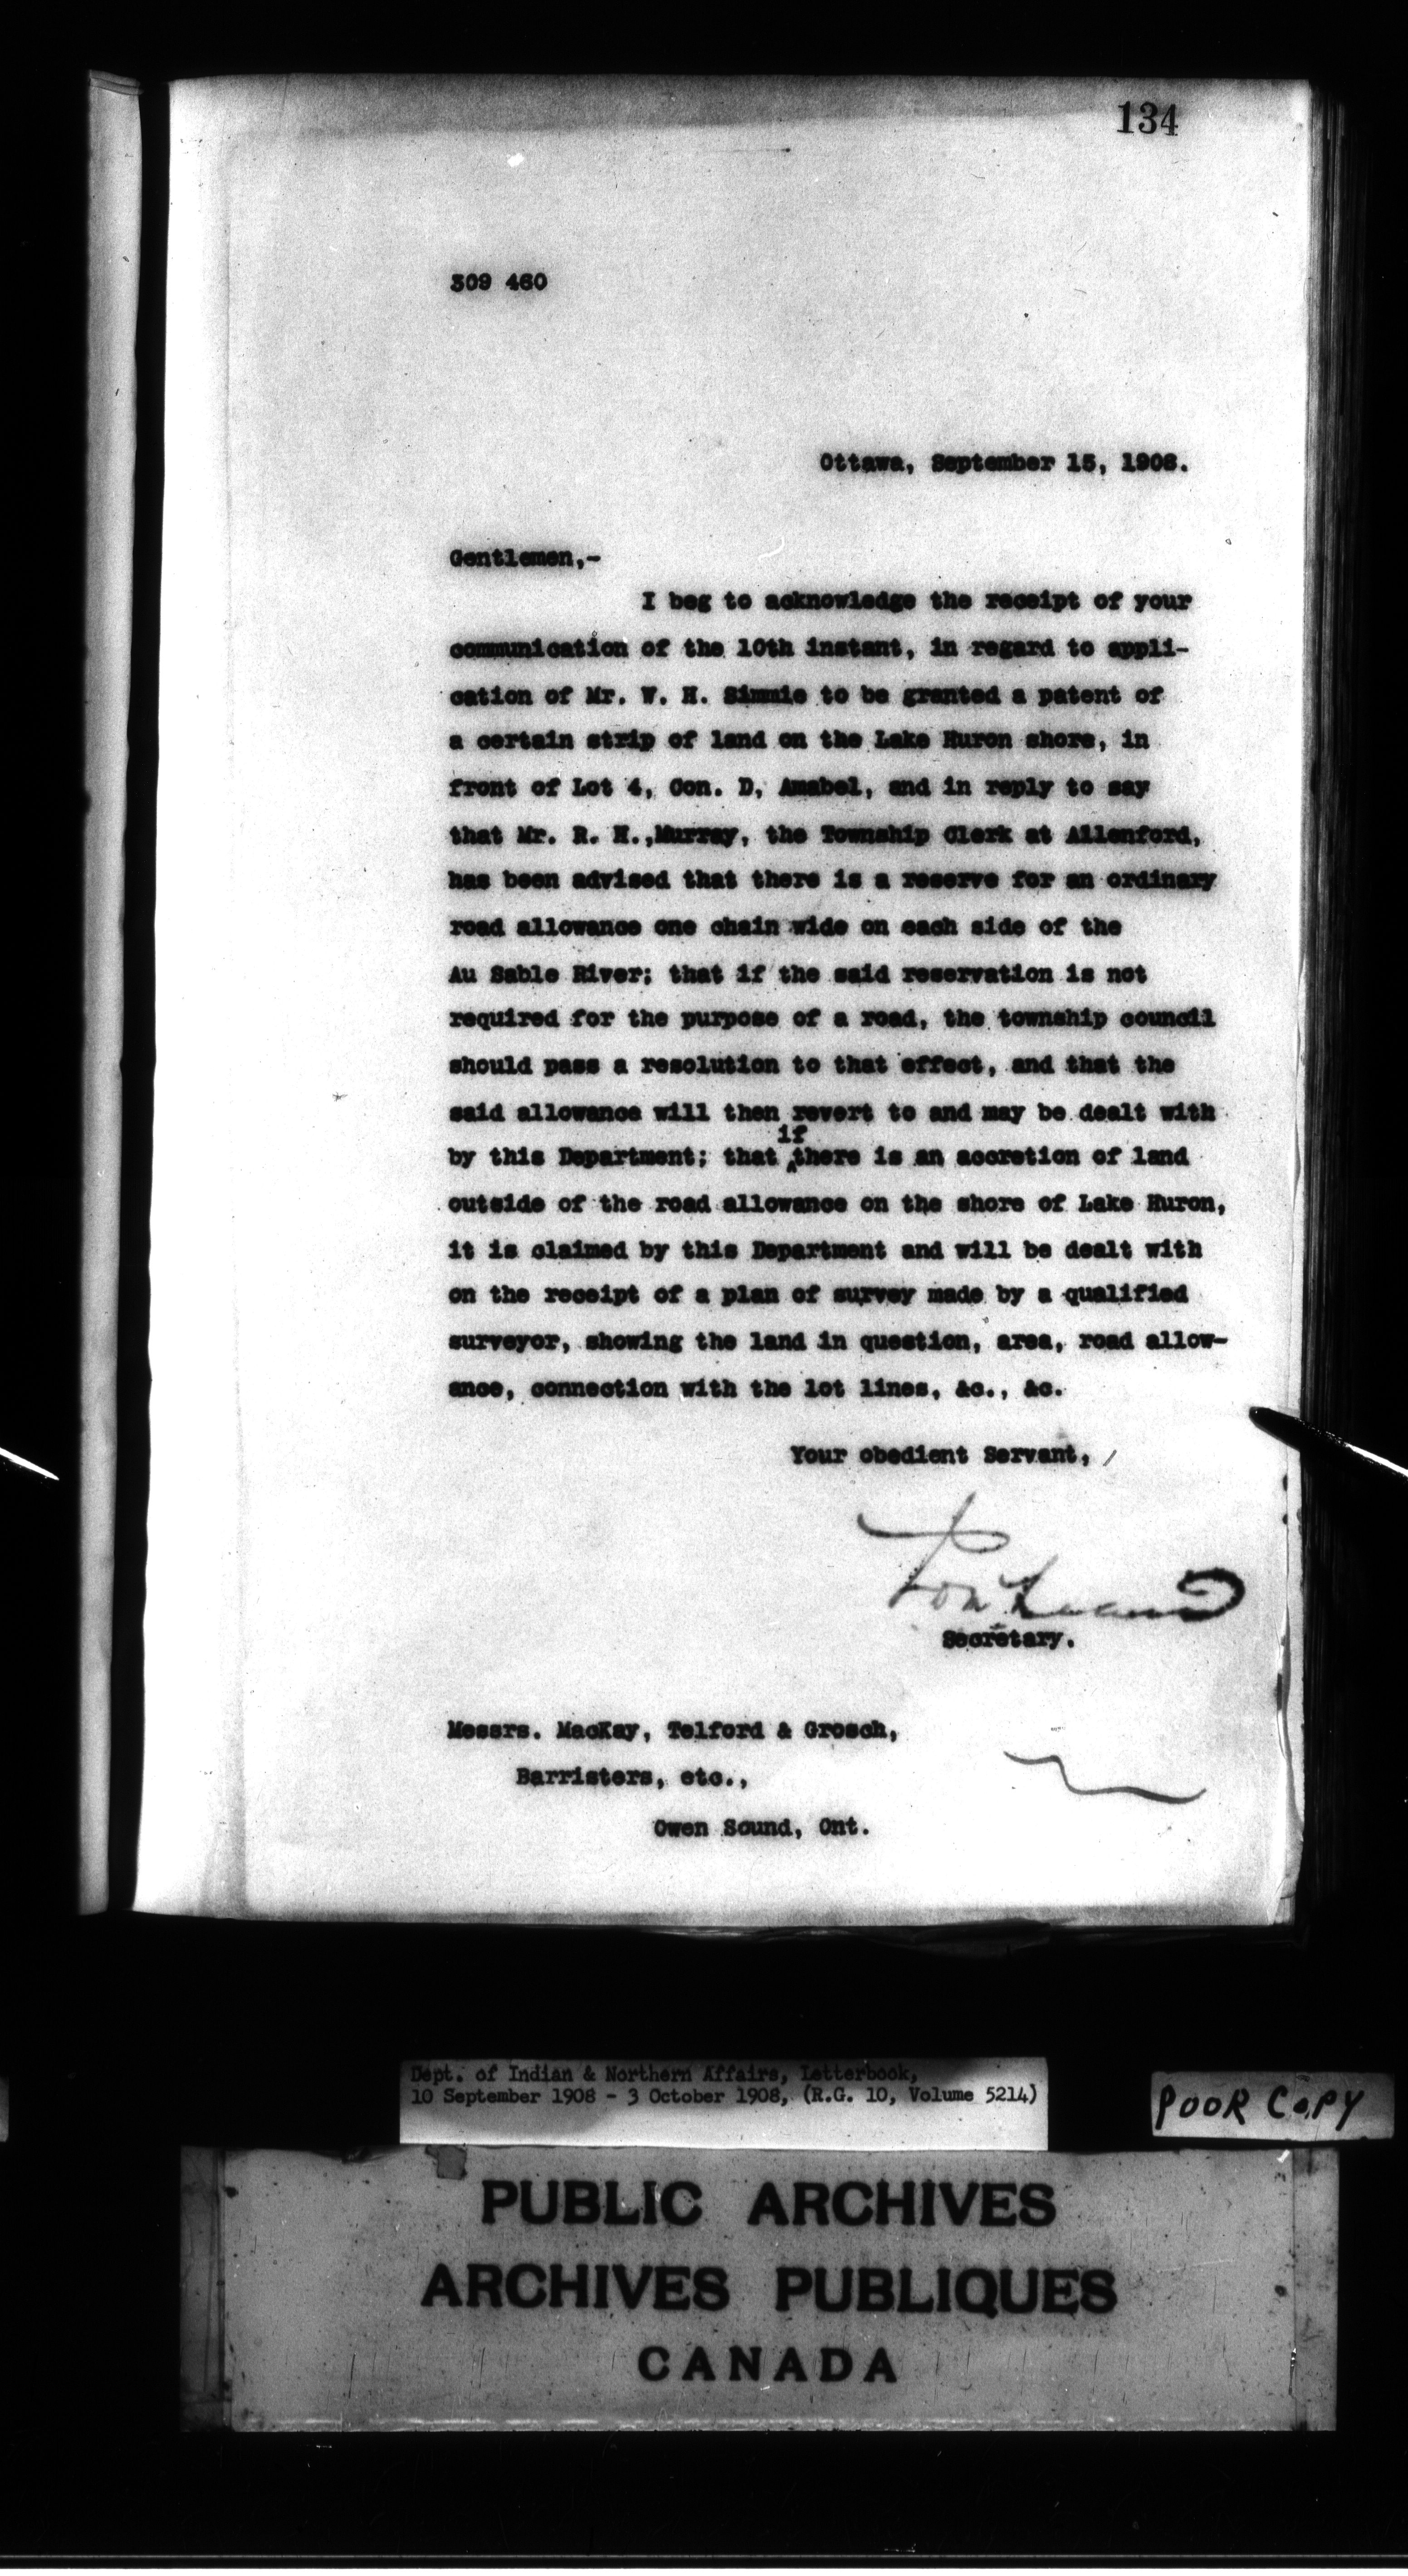 134
309 460
Ottawa, September 15, 1908.
Gentlemen,-
I beg to acknowledge the receipt of your
communication of the 10th instant, in regard to appli-
cation of Mr. W. H. Simmie to be granted a patent of
a certain strip of land on the Lake Huron shore, in
front of Lot 4, Con. D, Amabel, and in reply to say
that Mr. R. H.,Murray, the Township Clerk at Allenford,
has been advised that there is a reserve for an ordinary
road allowance one chain wide on each side of the
Au Sable River; that if the said reservation is not
required for the purpose of a road, the township council
should pass a resolution to that effect, and that the
said allowance will then revert to and may be dealt with
by this Department; that if there is an accretion of land
outside of the road allowance on the shore of Lake Huron,
it is claimed by this Department and will be dealt with
on the receipt of a plan of survey made by a qualified
surveyor, showing the land in question, area, road allow-
ance, connection with the lot lines, &c., &c.
Your obedient Servant,
Secretary.
Messrs. MacKay, Telford & Grosch,
Barristers, etc.,
Owen Sound, Ont.
Dept. of Indian & Northern Affairs, Letterbook,
10 September 1908 - 3 October 1908, (R.G. 10, Volume 5214)
POOR COPY
PUBLIC ARCHIVES
ARCHIVES PUBLIQUES
CANADA